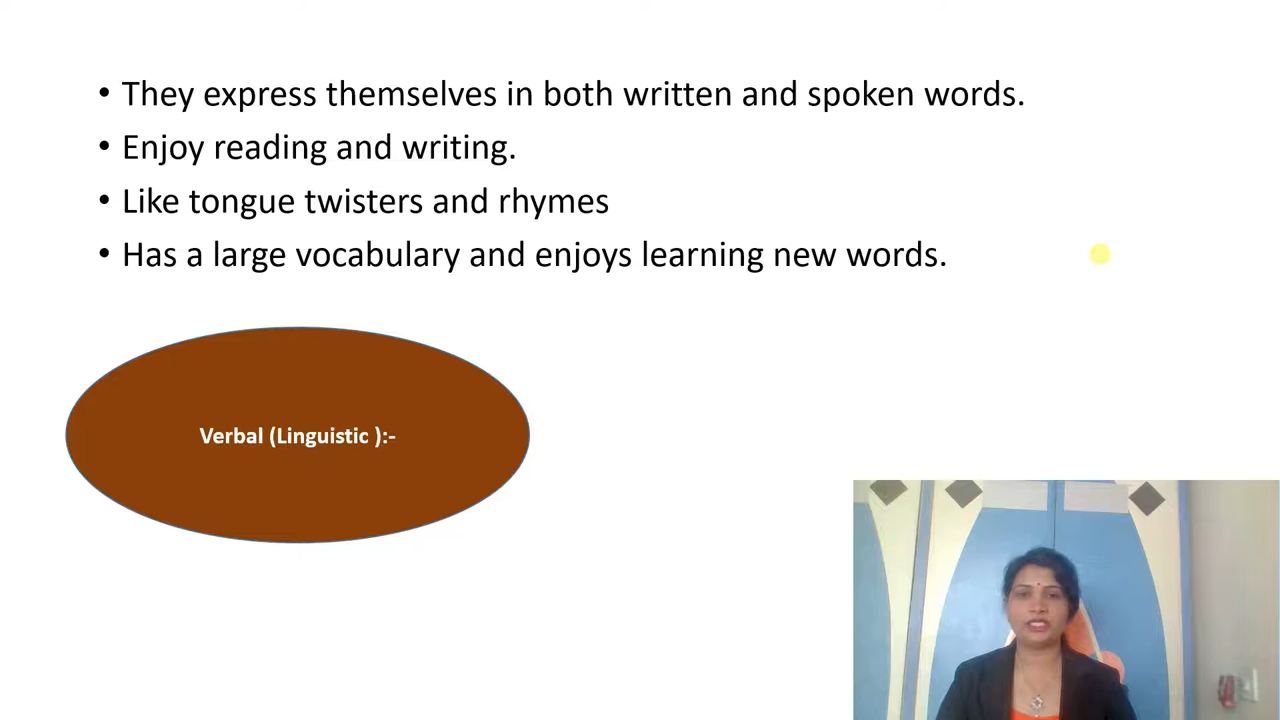 • They express themselves in both written and spoken words.
• Enjoy reading and writing.
• Like tongue twisters and rhymes
• Has a large vocabulary and enjoys learning new words.
Verbal (Linguistic ):-